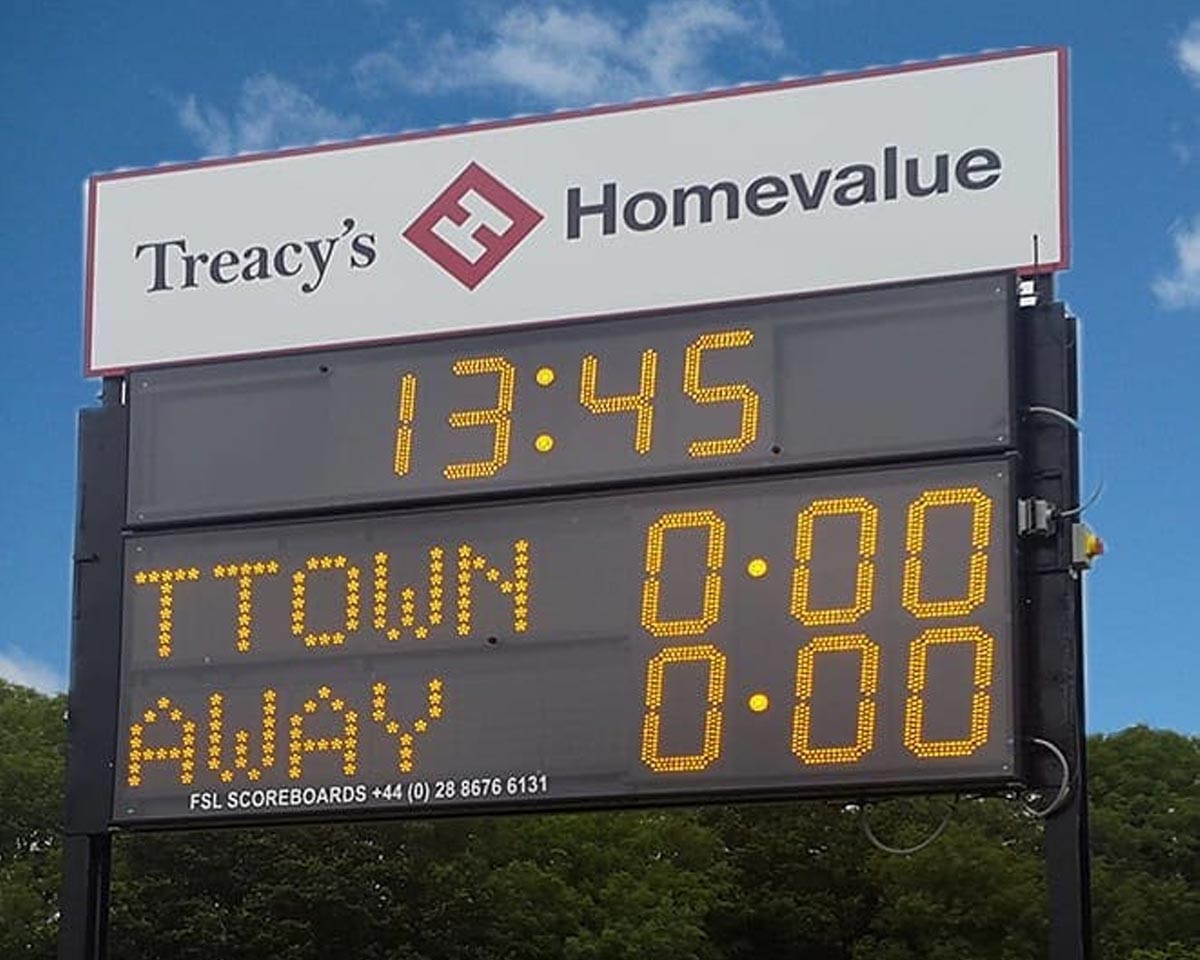 Treacy's H Homevalue
13:45
TTOWN 0:00
AWAY 0:00
FSL SCOREBOARDS +44 (0) 28 8676 6131